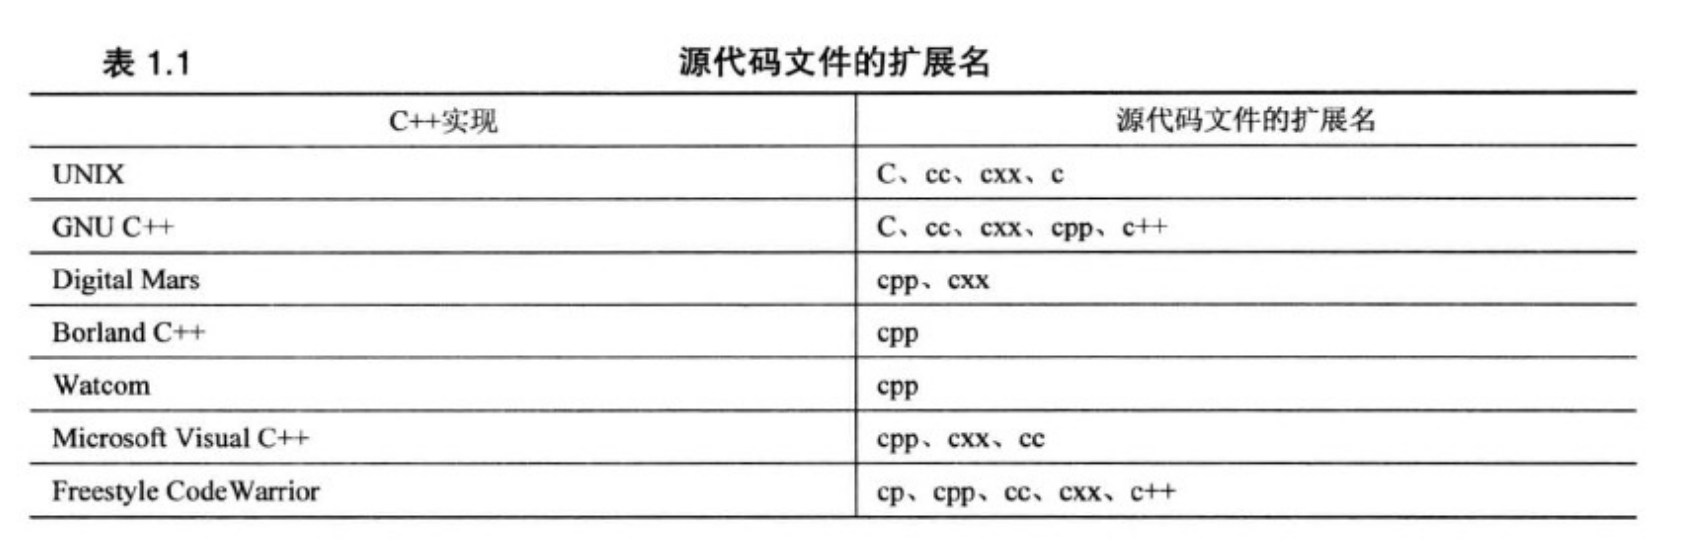 表 1.1 源代码文件的扩展名
C++实现 源代码文件的扩展名
UNIX C、cc、cxx、c
GNU C++ C、cc、cxx、cpp、c++
Digital Mars cpp、cxx
Borland C++ cpp
Watcom cpp
Microsoft Visual C++ cpp、cxx、cc
Freestyle CodeWarrior cp、cpp、cc、cxx、c++